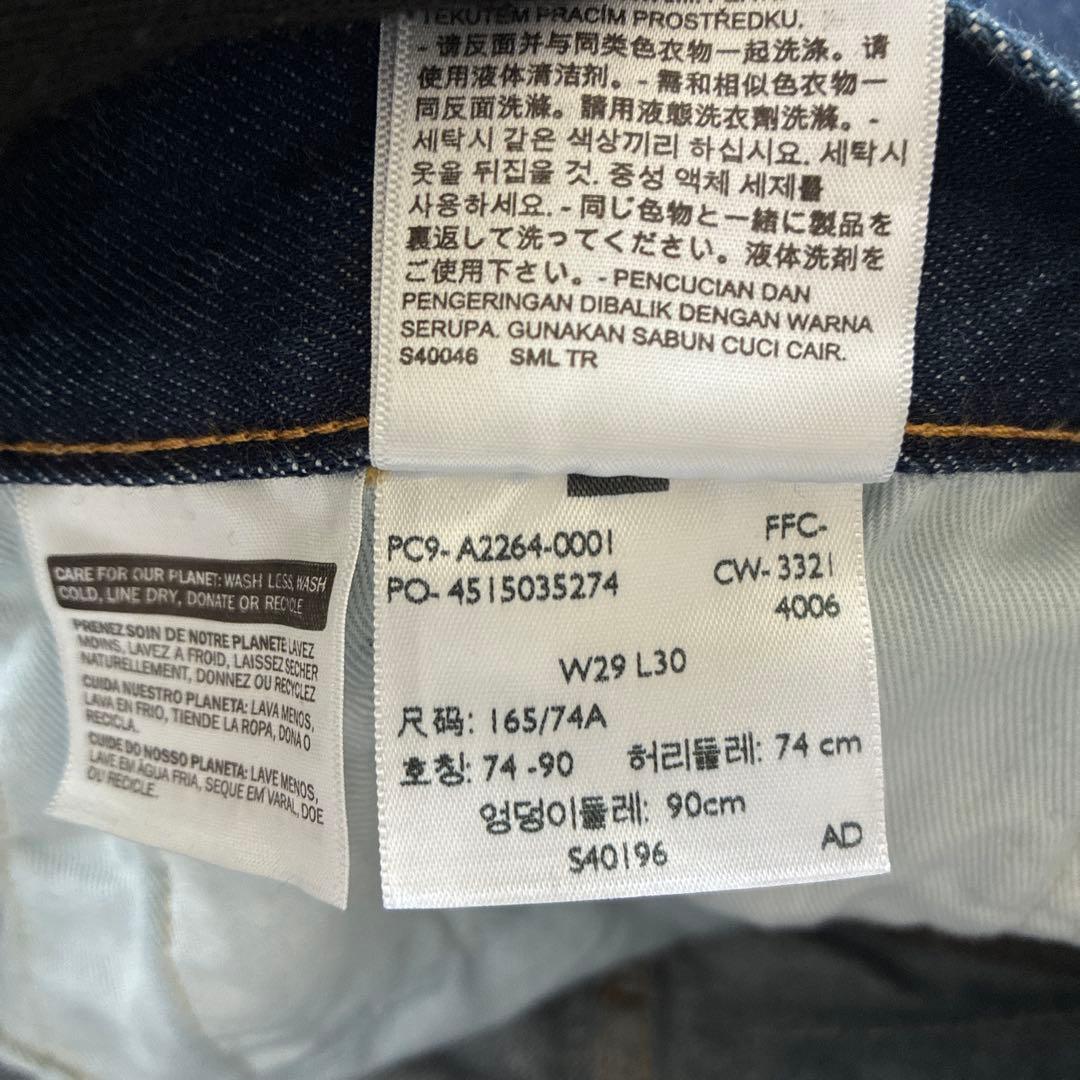 TEKUTÉM PRACÍM PROSTŘEDKU.
- 请反面并与同类色衣物一起洗涤。请
使用液体清洁剂。- 需和相似色衣物一
同反面洗滌。請用液態洗衣劑洗滌。-
세탁시 같은 색상끼리 하십시요. 세탁시
옷을 뒤집을 것. 중성 액체 세제를
사용하세요. - 同じ色物と一緒に製品を
裏返して洗ってください。液体洗剤を
ご使用下さい。- PENCUCIAN DAN
PENGERINGAN DIBALIK DENGAN WARNA
SERUPA. GUNAKAN SABUN CUCI CAIR.
S40046 SML TR
CARE FOR OUR PLANET: WASH LESS, WASH
COLD, LINE DRY, DONATE OR RECYCLE
PRENEZ SOIN DE NOTRE PLANETE LAVEZ
MOINS, LAVEZ A FROID, LAISSEZ SÉCHER
NATURELLEMENT, DONNEZ OU RECYCLEZ
CUIDA NUESTRO PLANETA: LAVA MENOS,
LAVA EN FRIO, TIENDE LA ROPA, DONA O
RECICLA.
CUIDE DO NOSSO PLANETA: LAVE MENOS,
LAVE EM ÁGUA FRIA, SEQUE EM VARAL, DOE
OU RECICLE.
PC9- A2264-0001
PO- 4515035274
FFC-
CW- 3321
4006
W29 L30
尺码: 165/74A
호칭: 74 -90 허리둘레: 74 cm
엉덩이둘레: 90cm
S40196
AD